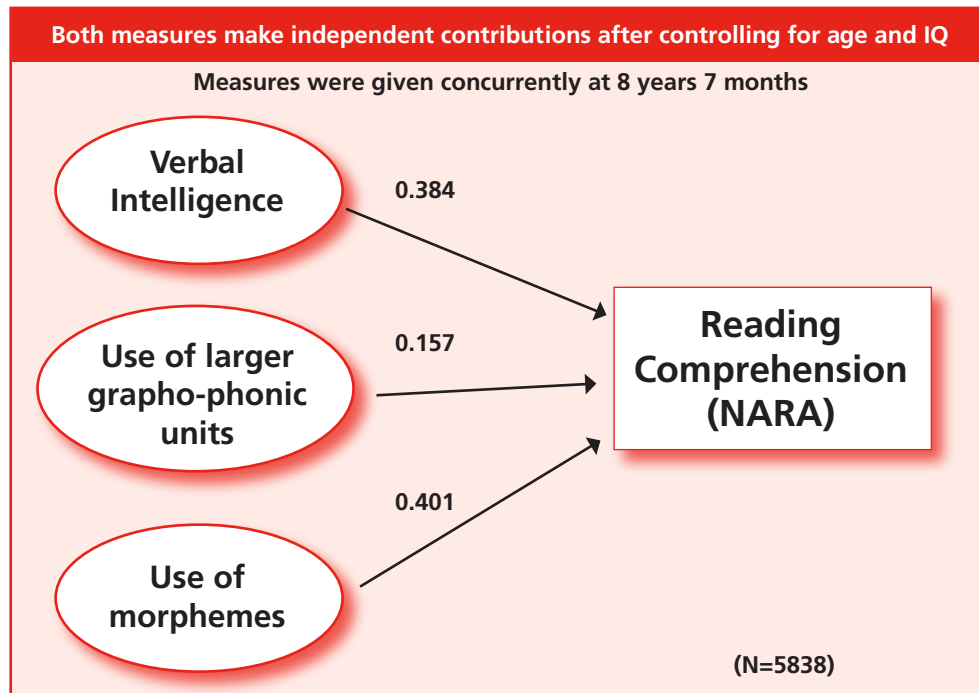 Both measures make independent contributions after controlling for age and IQ
Measures were given concurrently at 8 years 7 months
Verbal
Intelligence
0.384
Use of larger
grapho-phonic
units
0.157
Reading
Comprehension
(NARA)
0.401
Use of
morphemes
(N=5838)